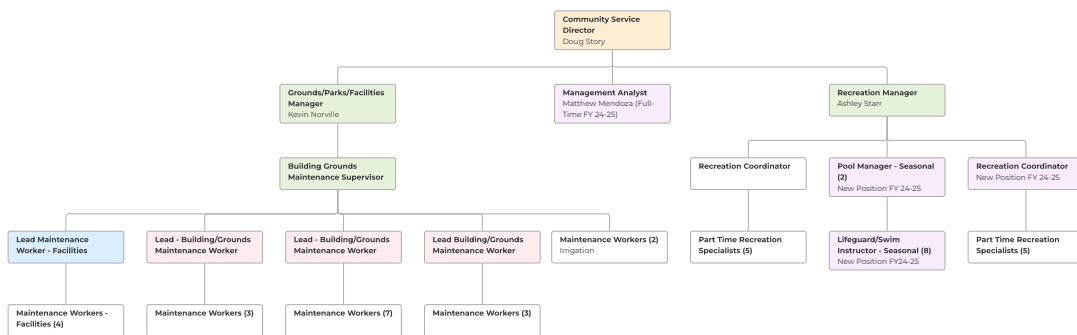 Community Service
Director
Doug Story
Grounds/Parks/Facilities
Manager
Kevin Norville
Management Analyst
Matthew Mendoza (Full-
Time FY 24-25)
Recreation Manager
Ashley Starr
Building Grounds
Maintenance Supervisor
Recreation Coordinator
Pool Manager - Seasonal
(2)
New Position FY 24-25
Recreation Coordinator
New Position FY 24-25
Lead Maintenance
Worker - Facilities
Lead - Building/Grounds
Maintenance Worker
Lead - Building/Grounds
Maintenance Worker
Lead Building/Grounds
Maintenance Worker
Maintenance Workers (2)
Irrigation
Part Time Recreation
Specialists (5)
Lifeguard/Swim
Instructor - Seasonal (8)
New Position FY24-25
Part Time Recreation
Specialists (5)
Maintenance Workers -
Facilities (4)
Maintenance Workers (3)
Maintenance Workers (7)
Maintenance Workers (3)